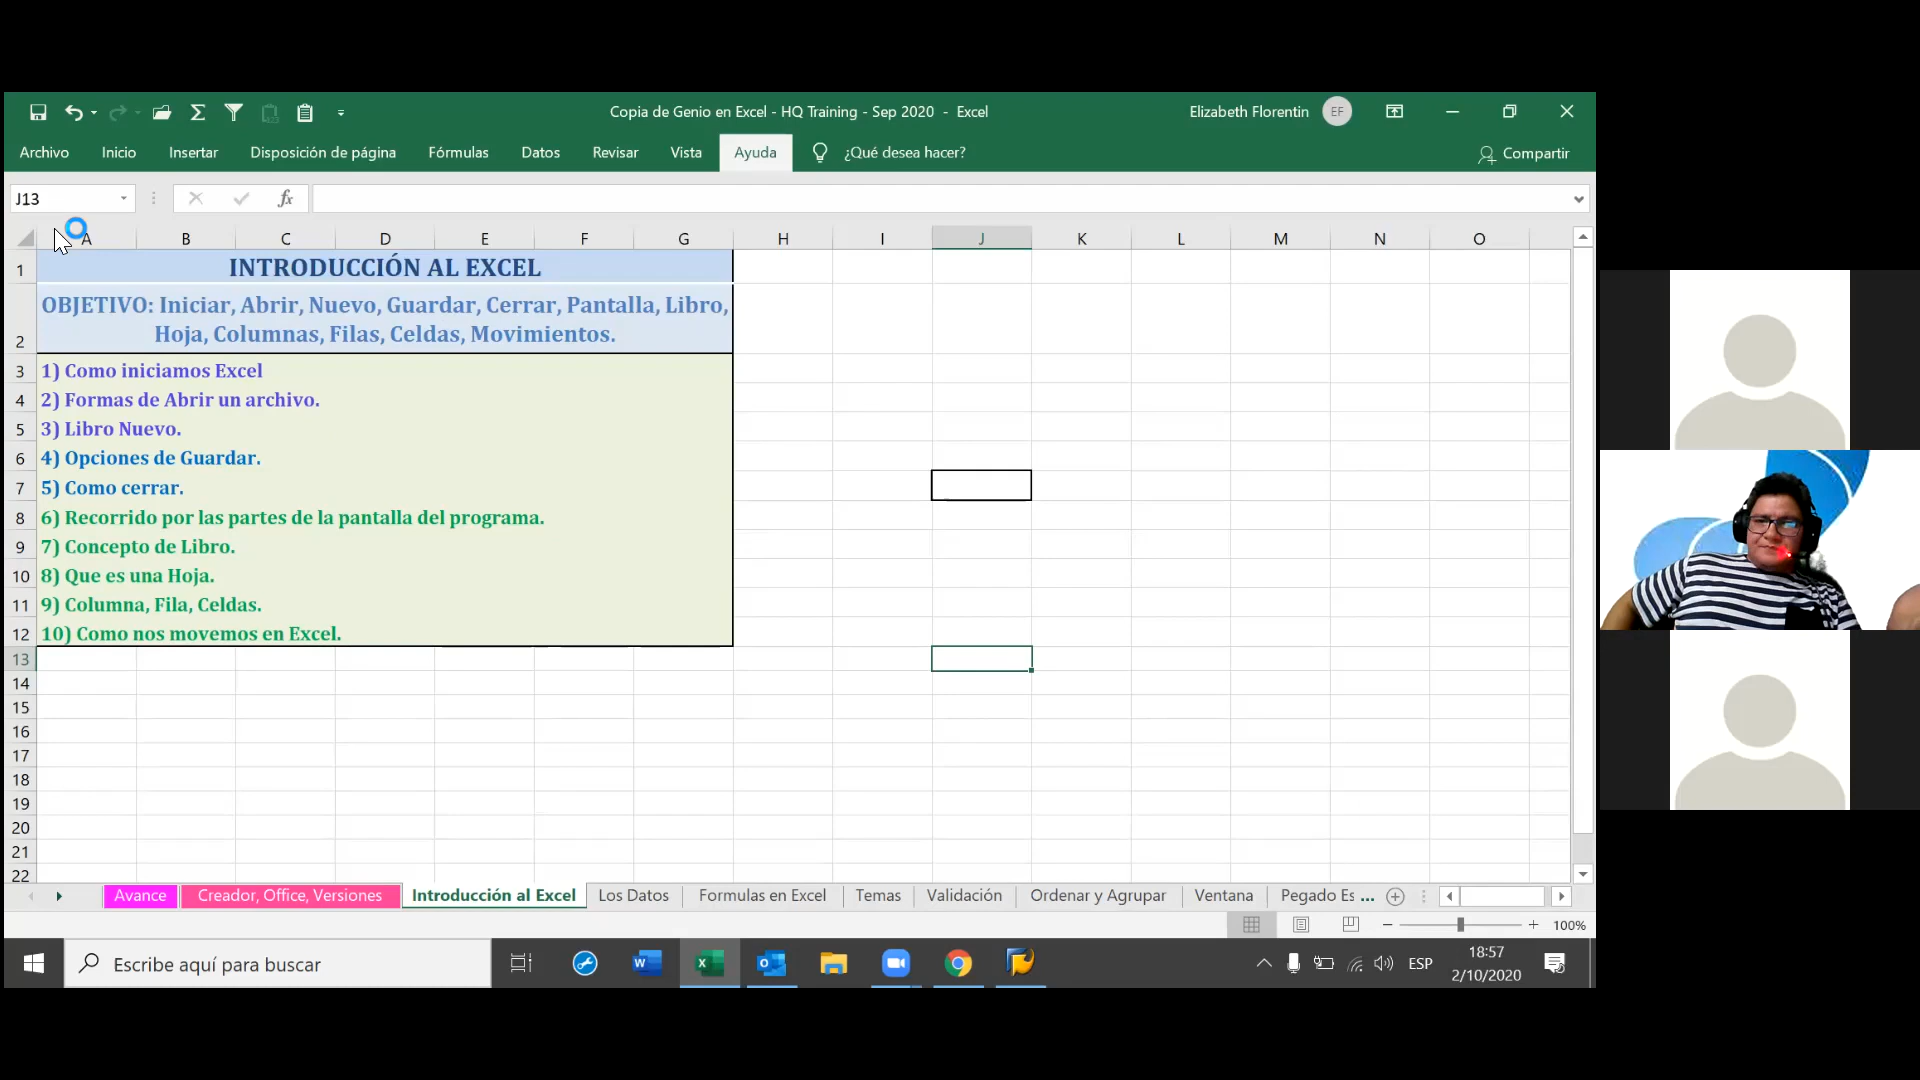 Copia de Genio en Excel - HQ Training - Sep 2020 - Excel
Elizabeth Florentin
EF
Archivo
Inicio
Insertar
Disposición de página
Fórmulas
Datos
Revisar
Vista
Ayuda
¿Qué desea hacer?
Compartir
J13
fx
A B C D E F G H I J K L M N O
1 INTRODUCCIÓN AL EXCEL
OBJETIVO: Iniciar, Abrir, Nuevo, Guardar, Cerrar, Pantalla, Libro,
2 Hoja, Columnas, Filas, Celdas, Movimientos.
3 1) Como iniciamos Excel
4 2) Formas de Abrir un archivo.
5 3) Libro Nuevo.
6 4) Opciones de Guardar.
7 5) Como cerrar.
8 6) Recorrido por las partes de la pantalla del programa.
9 7) Concepto de Libro.
10 8) Que es una Hoja.
11 9) Columna, Fila, Celdas.
12 10) Como nos movemos en Excel.
13
14
15
16
17
18
19
20
21
22
Avance
Creador, Office, Versiones
Introducción al Excel
Los Datos
Formulas en Excel
Temas
Validación
Ordenar y Agrupar
Ventana
Pegado Es ...
100%
Escribe aquí para buscar
ESP
18:57
2/10/2020